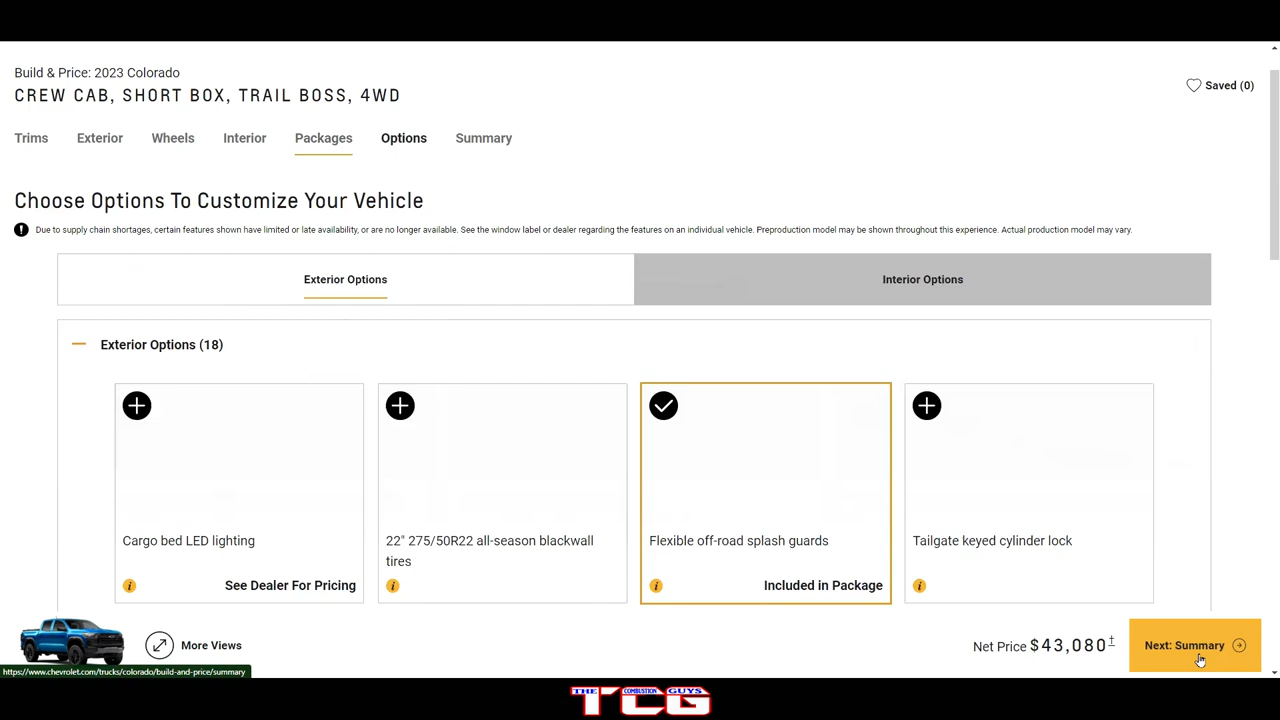 Build & Price: 2023 Colorado
CREW CAB, SHORT BOX, TRAIL BOSS, 4WD
Saved (0)
Trims Exterior Wheels Interior Packages Options Summary
Choose Options To Customize Your Vehicle
Due to supply chain shortages, certain features shown have limited or late availability, or are no longer available. See the window label or dealer regarding the features on an individual vehicle. Preproduction model may be shown throughout this experience. Actual production model may vary.
Exterior Options
Interior Options
Exterior Options (18)
Cargo bed LED lighting
See Dealer For Pricing
22" 275/50R22 all-season blackwall
tires
Flexible off-road splash guards
Included in Package
Tailgate keyed cylinder lock
More Views
Net Price $43,080†
Next: Summary
https://www.chevrolet.com/trucks/colorado/build-and-price/summary
THE COMBUSTION GUYS
TCG